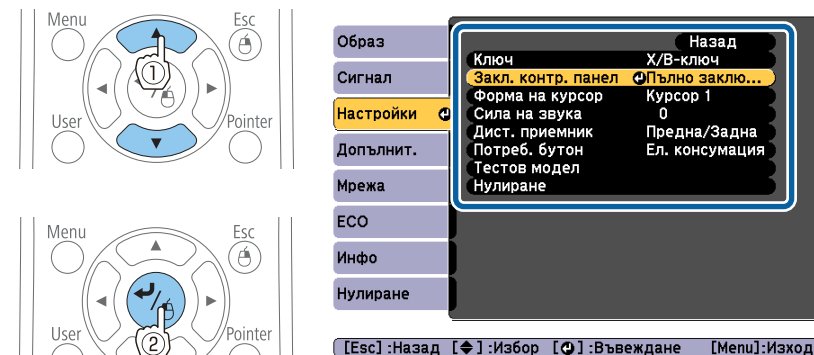 Menu
Esc
1
User
Pointer
Menu
Esc
User
Pointer
2
Образ
Сигнал
Настройки
Допълнит.
Мрежа
ECO
Инфо
Нулиране
Назад
Ключ Х/В-ключ
Закл. контр. панел Пълно заклю...
Форма на курсор Курсор 1
Сила на звука 0
Дист. приемник Предна/Задна
Потреб. бутон Ел. консумация
Тестов модел
Нулиране
[Esc] :Назад [◆] :Избор [⏎] :Въвеждане [Menu]:Изход